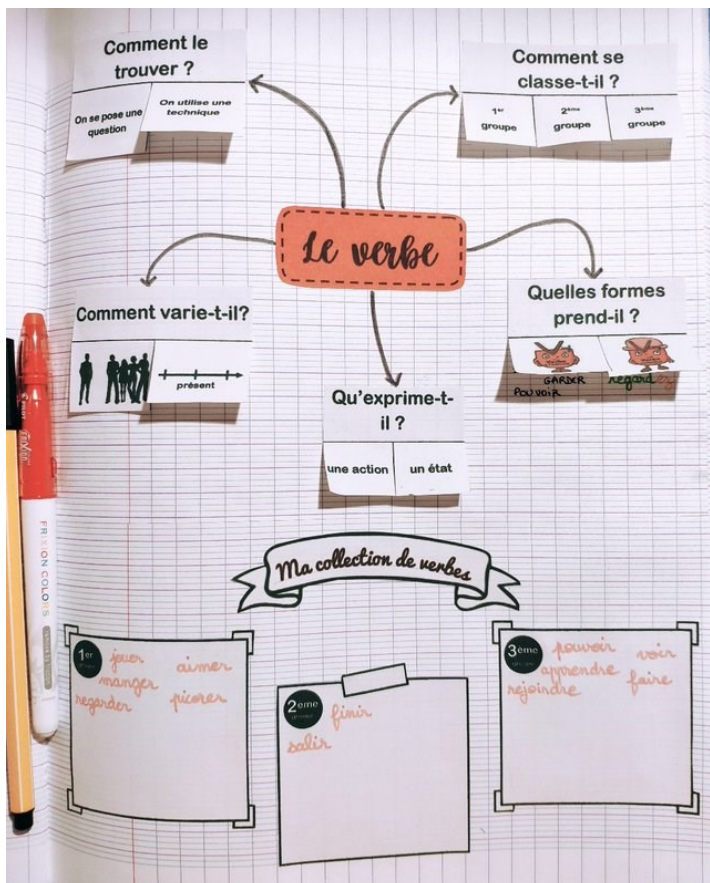 Comment le
trouver ?
On se pose une
question
On utilise une
technique
Comment se
classe-t-il ?
1er
groupe
2ème
groupe
3ème
groupe
Le verbe
Comment varie-t-il?
présent
Quelles formes
prend-il ?
GARDER
POUVOIR
regard
Qu'exprime-t-
il ?
une action
un état
FRIXION COLORS
Ma collection de verbes
1er
jouer aimer
manger
regarder picorer
2eme
finir
salir
3ème
pouvoir voir
apprendre
rejoindre faire